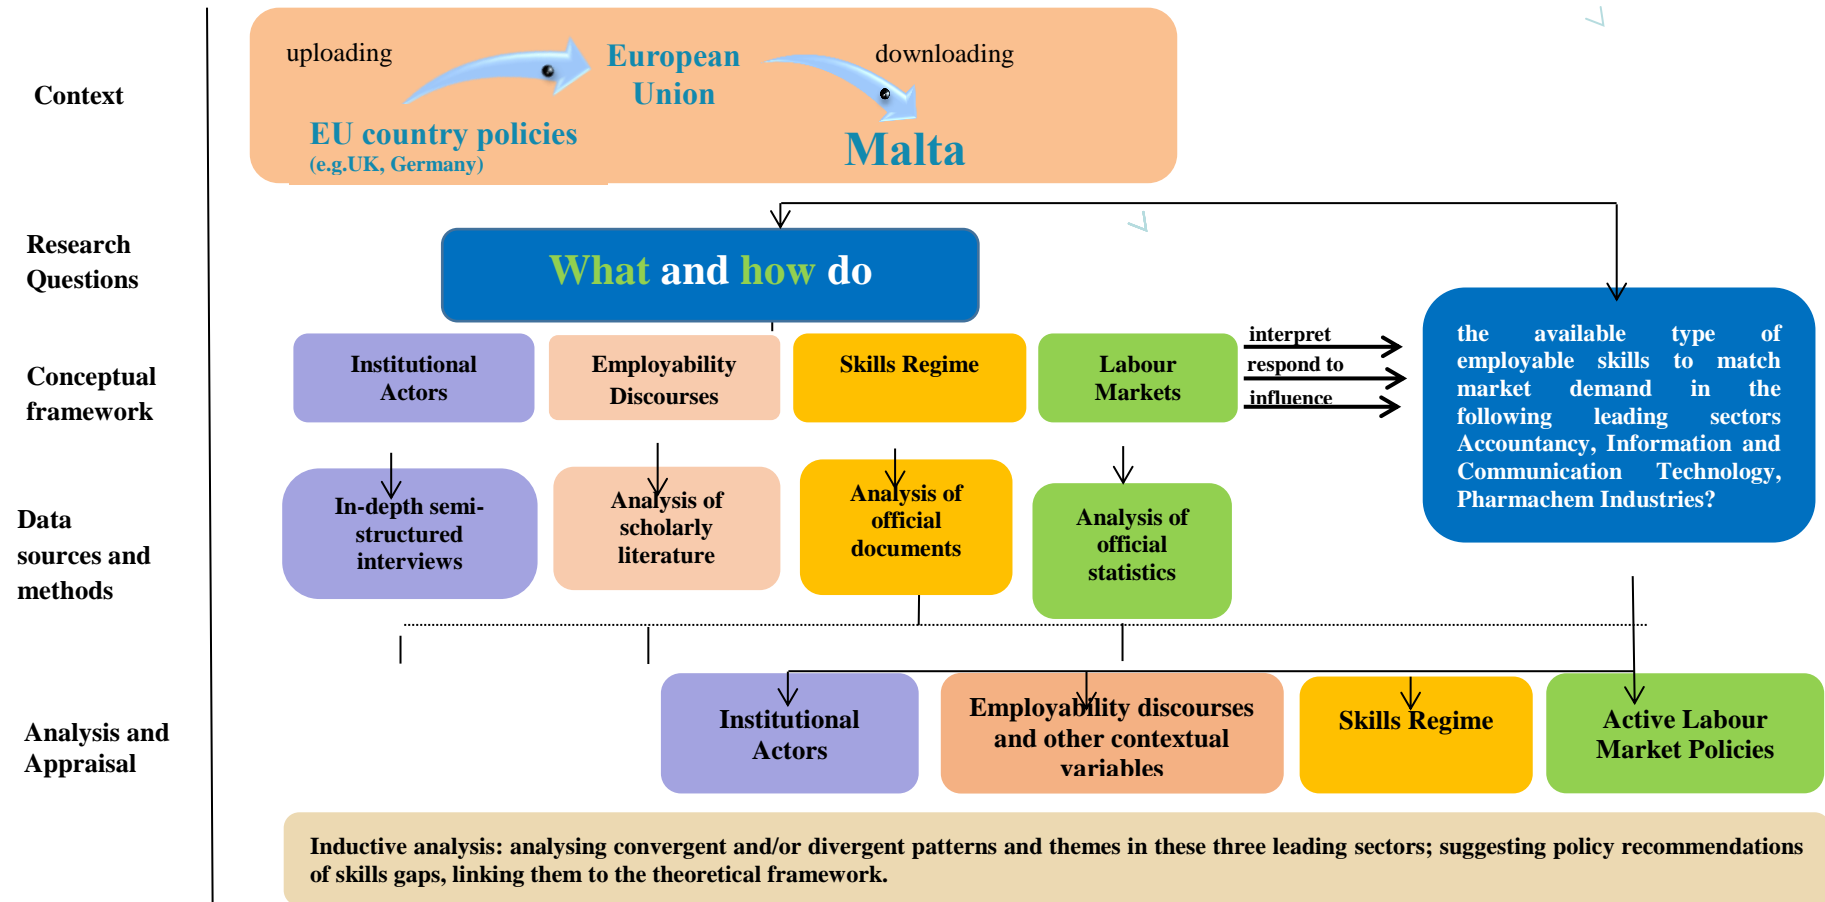 Context
uploading
European
Union
downloading
EU country policies
(e.g.UK, Germany)
Malta
Research
Questions
What and how do
Conceptual
framework
Institutional
Actors
Employability
Discourses
Skills Regime
Labour
Markets
interpret
respond to
influence
the available type of
employable skills to match
market demand in the
following leading sectors
Accountancy, Information and
Communication Technology,
Pharmachem Industries?
Data
sources and
methods
In-depth semi-
structured
interviews
Analysis of
scholarly
literature
Analysis of
official
documents
Analysis of
official
statistics
Analysis and
Appraisal
Institutional
Actors
Employability discourses
and other contextual
variables
Skills Regime
Active Labour
Market Policies
Inductive analysis: analysing convergent and/or divergent patterns and themes in these three leading sectors; suggesting policy recommendations
of skills gaps, linking them to the theoretical framework.